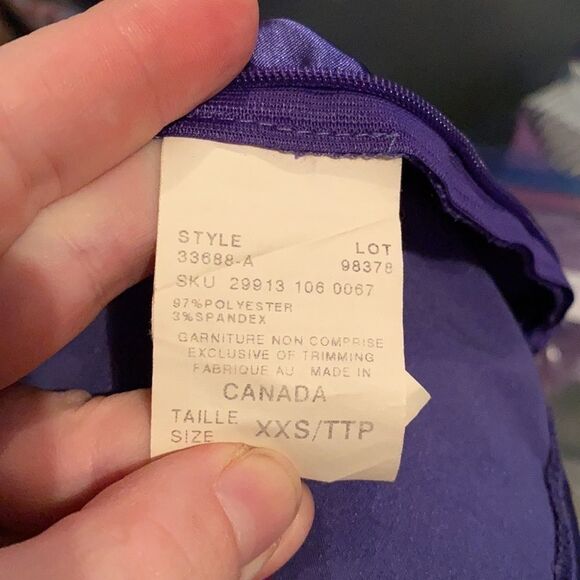 STYLE LOT
33688-A 98378
SKU 29913 106 0067
97%POLYESTER
3%SPANDEX
GARNITURE NON COMPRISE
EXCLUSIVE OF TRIMMING
FABRIQUE AU MADE IN
CANADA
TAILLE
SIZE XXS/TTP